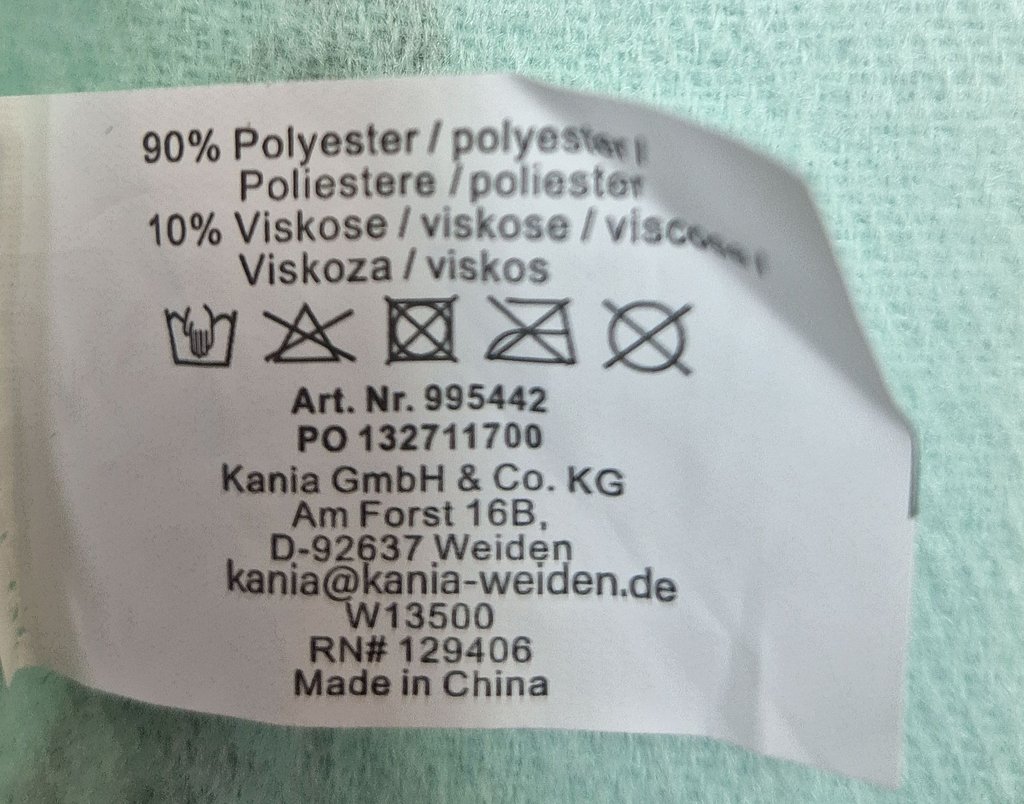 90% Polyester / polyester /
Poliestere / poliester
10% Viskose / viskose / viscose /
Viskoza / viskos
Art. Nr. 995442
PO 132711700
Kania GmbH & Co. KG
Am Forst 16B,
D-92637 Weiden
kania@kania-weiden.de
W13500
RN# 129406
Made in China